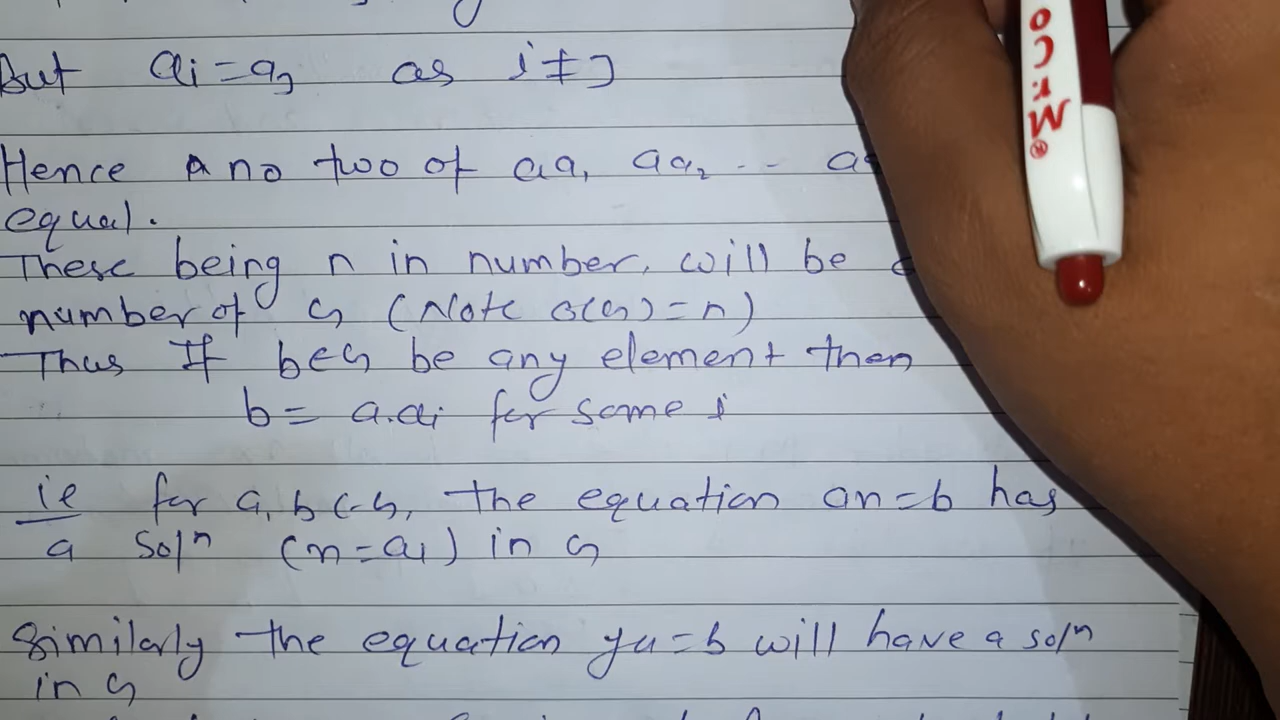 But ai = aj as i ≠ j
Hence no two of aa1 aa2 --
equal.
These being n in number, will be
number of G (Note o(G) = n)
Thus If b ∈ G be any element then
b = a.ai for some i
ie for a, b ∈ G, the equation an = b has
a Soln (n = ai) in G
Similarly the equation ya = b will have a soln
in G